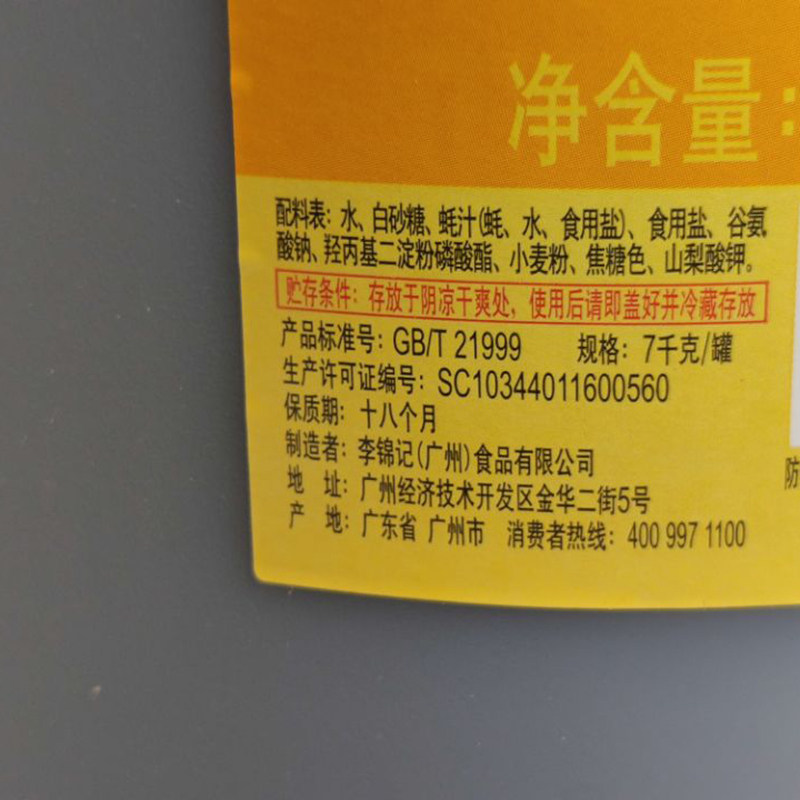 净含量:
配料表: 水、白砂糖、蚝汁(蚝、水、食用盐)、食用盐、谷氨
酸钠、羟丙基二淀粉磷酸酯、小麦粉、焦糖色、山梨酸钾。
贮存条件: 存放于阴凉干爽处, 使用后请即盖好并冷藏存放
产品标准号: GB/T 21999 规格: 7千克/罐
生产许可证编号: SC10344011600560
保质期: 十八个月
制造者: 李锦记(广州)食品有限公司
地 址: 广州经济技术开发区金华二街5号
产 地: 广东省 广州市 消费者热线: 400 997 1100
防